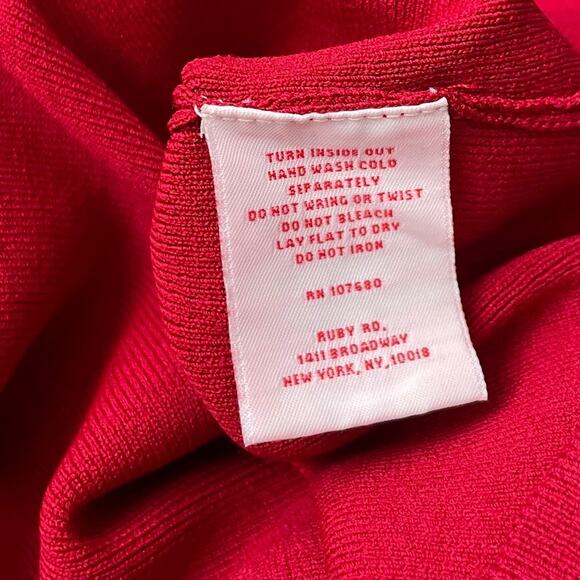 TURN INSIDE OUT
HAND WASH COLD
SEPARATELY
DO NOT WRING OR TWIST
DO NOT BLEACH
LAY FLAT TO DRY
DO NOT IRON
RN 107680
RUBY RD.
1411 BROADWAY
NEW YORK, NY, 10018